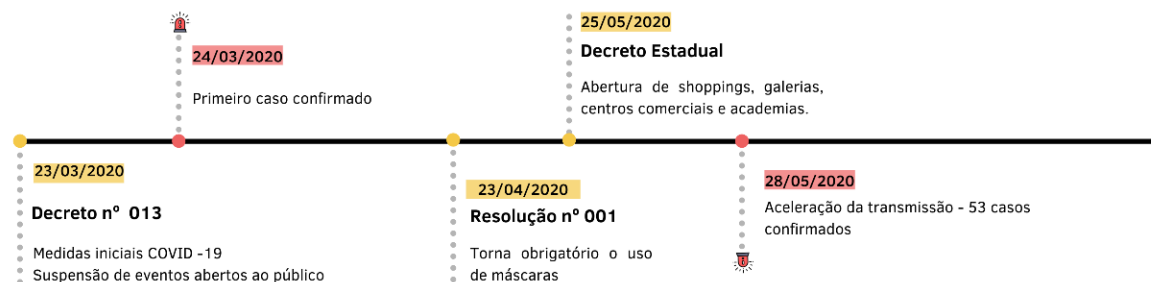 24/03/2020
Primeiro caso confirmado
25/05/2020
Decreto Estadual
Abertura de shoppings, galerias,
centros comerciais e academias.
23/03/2020
Decreto nº 013
Medidas iniciais COVID -19
Suspensão de eventos abertos ao público
23/04/2020
Resolução nº 001
Torna obrigatório o uso
de máscaras
28/05/2020
Aceleração da transmissão - 53 casos
confirmados